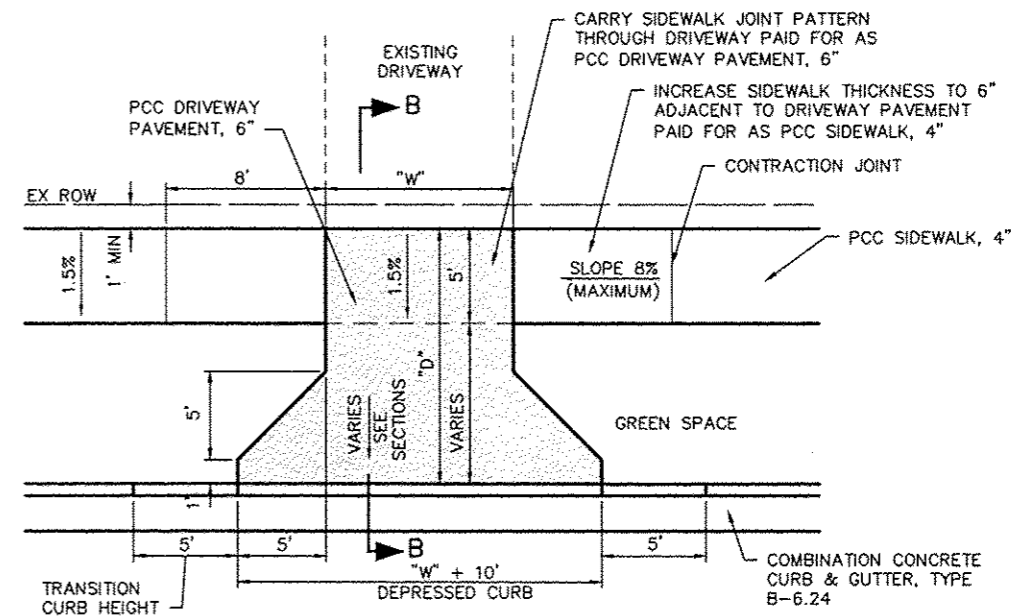 CARRY SIDEWALK JOINT PATTERN
THROUGH DRIVEWAY PAID FOR AS
PCC DRIVEWAY PAVEMENT, 6"
EXISTING
DRIVEWAY
B
PCC DRIVEWAY
PAVEMENT, 6"
INCREASE SIDEWALK THICKNESS TO 6"
ADJACENT TO DRIVEWAY PAVEMENT
PAID FOR AS PCC SIDEWALK, 4"
CONTRACTION JOINT
8'
"W"
EX ROW
1.5%
1' MIN
1.5%
5'
SLOPE 8%
(MAXIMUM)
PCC SIDEWALK, 4"
"D"
5'
VARIES
SEE
SECTIONS
VARIES
GREEN SPACE
1'
5'
5'
B
5'
"W" + 10'
DEPRESSED CURB
TRANSITION
CURB HEIGHT
COMBINATION CONCRETE
CURB & GUTTER, TYPE
B-6.24